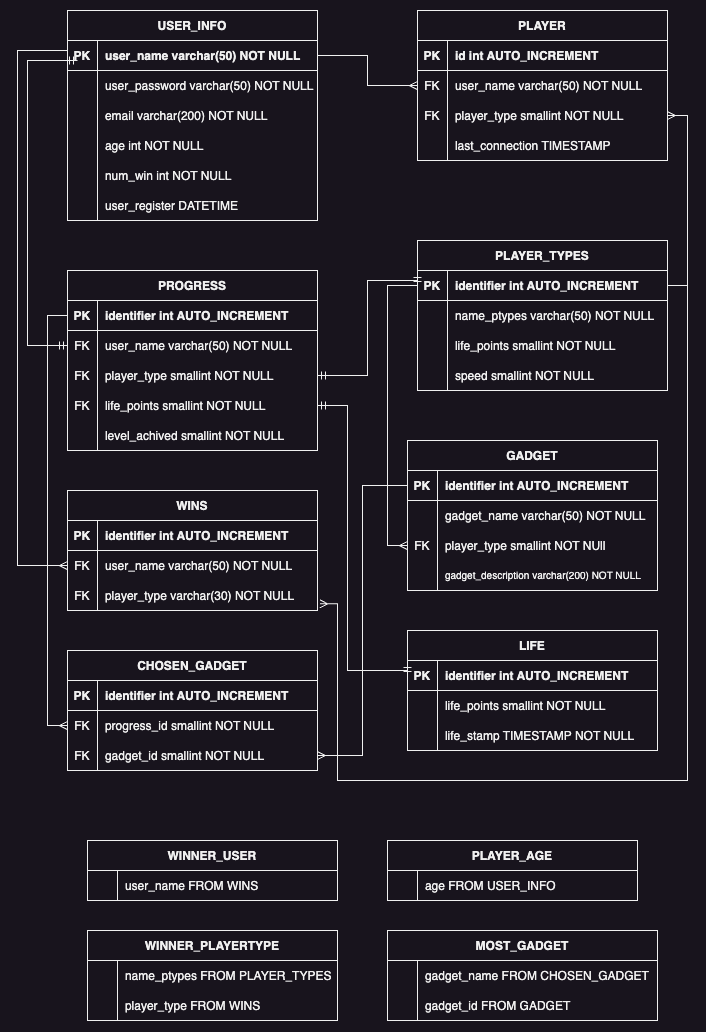 USER_INFO
PK user_name varchar(50) NOT NULL
user_password varchar(50) NOT NULL
email varchar(200) NOT NULL
age int NOT NULL
num_win int NOT NULL
user_register DATETIME
PLAYER
PK id int AUTO_INCREMENT
FK user_name varchar(50) NOT NULL
FK player_type smallint NOT NULL
last_connection TIMESTAMP
PROGRESS
PK identifier int AUTO_INCREMENT
FK user_name varchar(50) NOT NULL
FK player_type smallint NOT NULL
FK life_points smallint NOT NULL
level_achived smallint NOT NULL
PLAYER_TYPES
PK identifier int AUTO_INCREMENT
name_ptypes varchar(50) NOT NULL
life_points smallint NOT NULL
speed smallint NOT NULL
WINS
PK identifier int AUTO_INCREMENT
FK user_name varchar(50) NOT NULL
FK player_type varchar(30) NOT NULL
GADGET
PK identifier int AUTO_INCREMENT
gadget_name varchar(50) NOT NULL
FK player_type smallint NOT NUll
gadget_description varchar(200) NOT NULL
CHOSEN_GADGET
PK identifier int AUTO_INCREMENT
FK progress_id smallint NOT NULL
FK gadget_id smallint NOT NULL
LIFE
PK identifier int AUTO_INCREMENT
life_points smallint NOT NULL
life_stamp TIMESTAMP NOT NULL
WINNER_USER
user_name FROM WINS
PLAYER_AGE
age FROM USER_INFO
WINNER_PLAYERTYPE
name_ptypes FROM PLAYER_TYPES
player_type FROM WINS
MOST_GADGET
gadget_name FROM CHOSEN_GADGET
gadget_id FROM GADGET